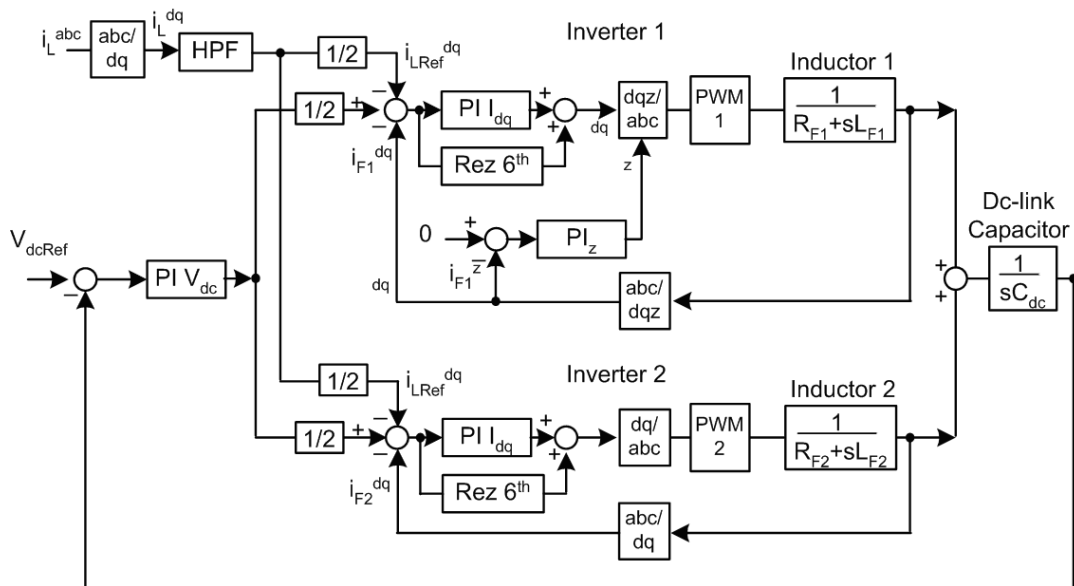 i_L^abc
abc/
dq
i_L^dq
HPF
1/2
i_LRef^dq
Inverter 1
1/2
+
−
−
PI I_dq
+
+
dq
dqz/
abc
PWM
1
Inductor 1
1
R_F1+sL_F1
i_F1^dq
Rez 6^th
z
0
+
−
PI_z
i_F1^z
dq
abc/
dqz
V_dcRef
−
PI V_dc
Dc-link
Capacitor
+
+
1
sC_dc
1/2
i_LRef^dq
Inverter 2
1/2
+
−
−
PI I_dq
+
+
dq/
abc
PWM
2
Inductor 2
1
R_F2+sL_F2
i_F2^dq
Rez 6^th
abc/
dq